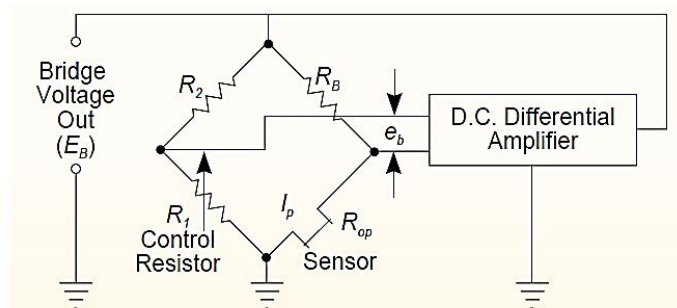 Bridge
Voltage
Out
(E_B)
R_2
R_B
e_b
D.C. Differential
Amplifier
R_1
Control
Resistor
I_p
R_op
Sensor